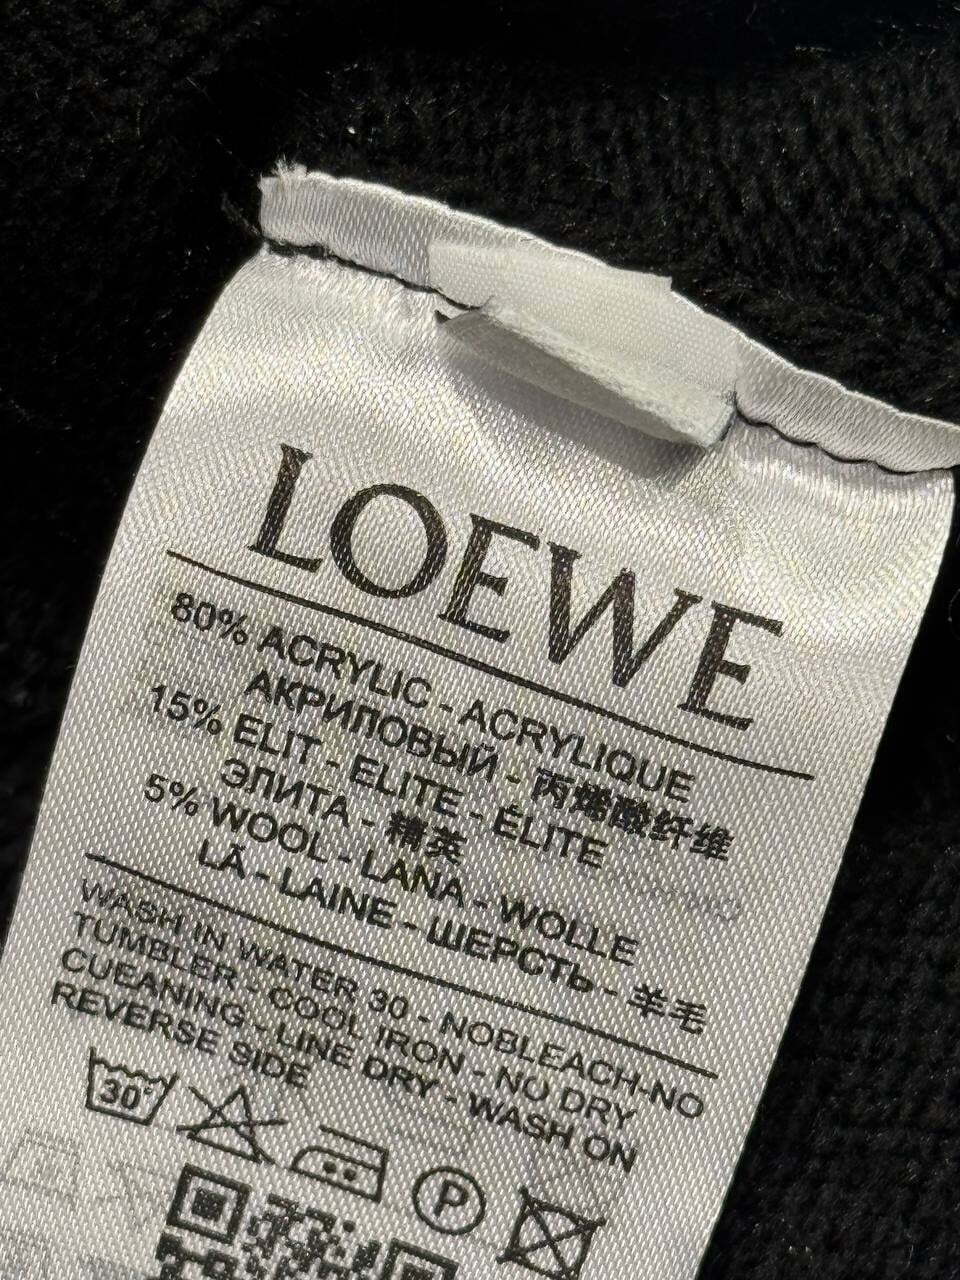 LOEWE
80% ACRYLIC - ACRYLIQUE
АКРИЛОВЫЙ - 丙烯酸纤维
15% ELIT - ELITE - ÉLITE
ЭЛИТА - 精英
5% WOOL - LANA - WOLLE
LÃ - LAINE - ШЕРСТЬ - 羊毛
WASH IN WATER 30 - NOBLEACH-NO
TUMBLER - COOL IRON - NO DRY
CUEANING - LINE DRY - WASH ON
REVERSE SIDE
30°
P